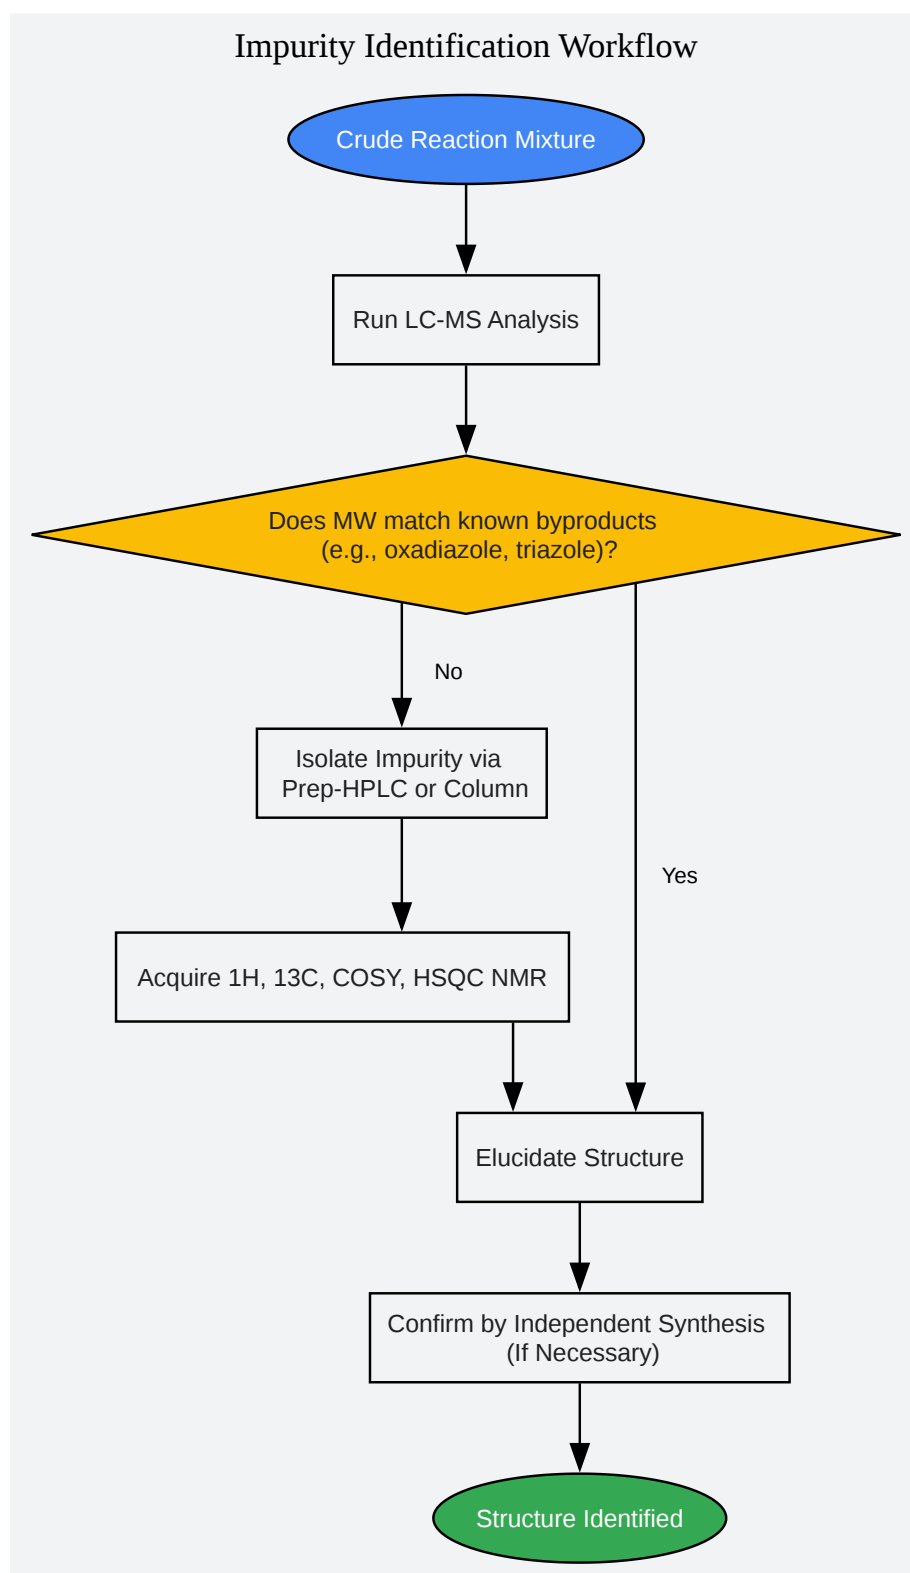 Impurity Identification Workflow
Crude Reaction Mixture
Run LC-MS Analysis
Does MW match known byproducts
(e.g., oxadiazole, triazole)?
No
Isolate Impurity via
Prep-HPLC or Column
Yes
Acquire 1H, 13C, COSY, HSQC NMR
Elucidate Structure
Confirm by Independent Synthesis
(If Necessary)
Structure Identified